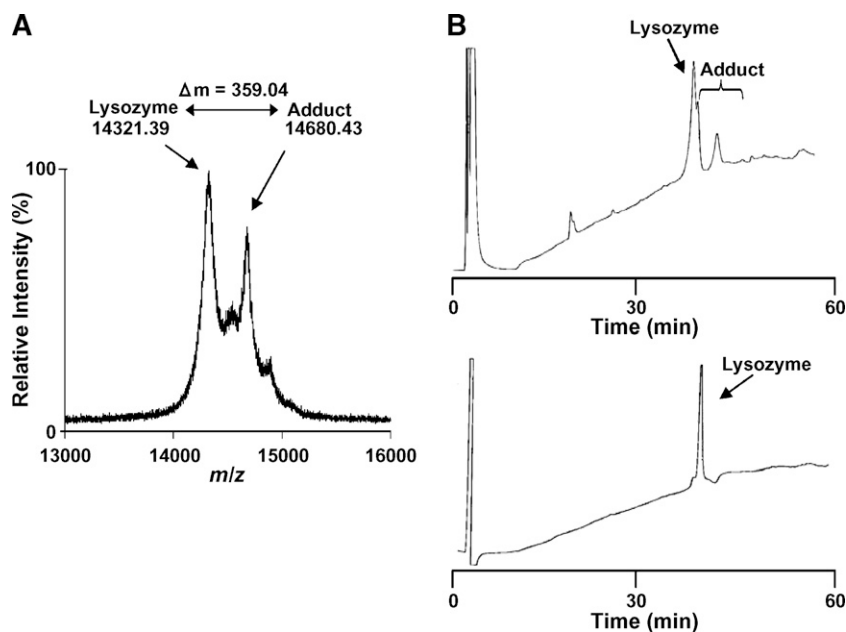 A
Δm = 359.04
Lysozyme
14321.39
Adduct
14680.43
100
Relative Intensity (%)
0
13000
14000
15000
16000
m/z
B
Lysozyme
Adduct
0
30
60
Time (min)
Lysozyme
0
30
60
Time (min)